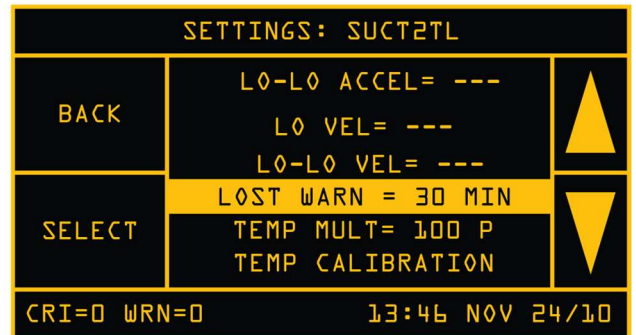 SETTINGS: SUCT2TL
LO-LO ACCEL= ---
BACK
LO VEL= ---
LO-LO VEL= ---
LOST WARN = 30 MIN
SELECT
TEMP MULT= 100 P
TEMP CALIBRATION
CRI=0 WRN=0
13:46 NOV 24/10